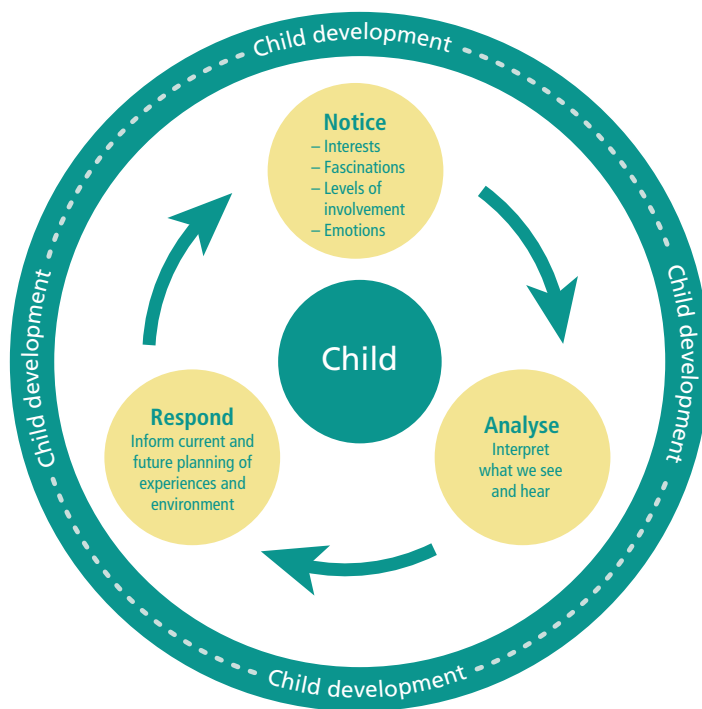 Child development
Notice
– Interests
– Fascinations
– Levels of
involvement
– Emotions
Child development
Child development
Child
Respond
Inform current and
future planning of
experiences and
environment
Analyse
Interpret
what we see
and hear
Child development